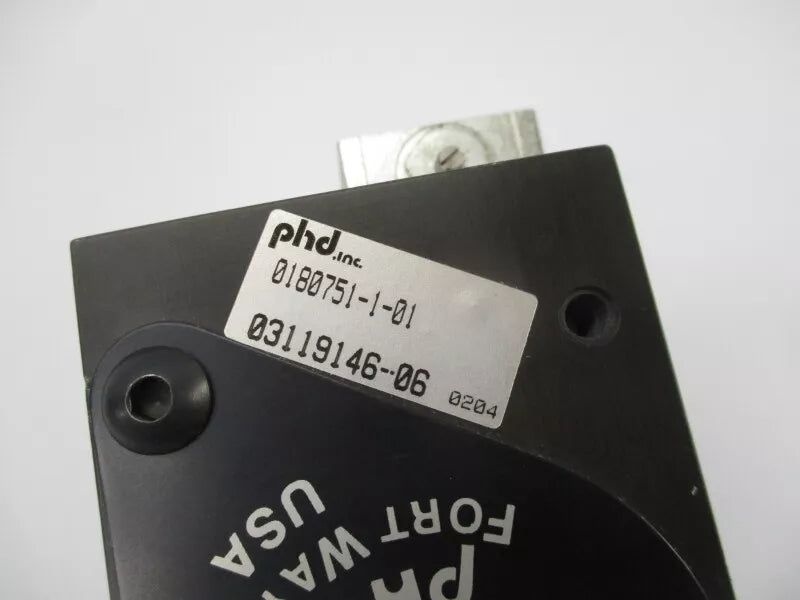 phd,inc.
0180751-1-01
03119146-06 0204
PH
FORT WA
USA